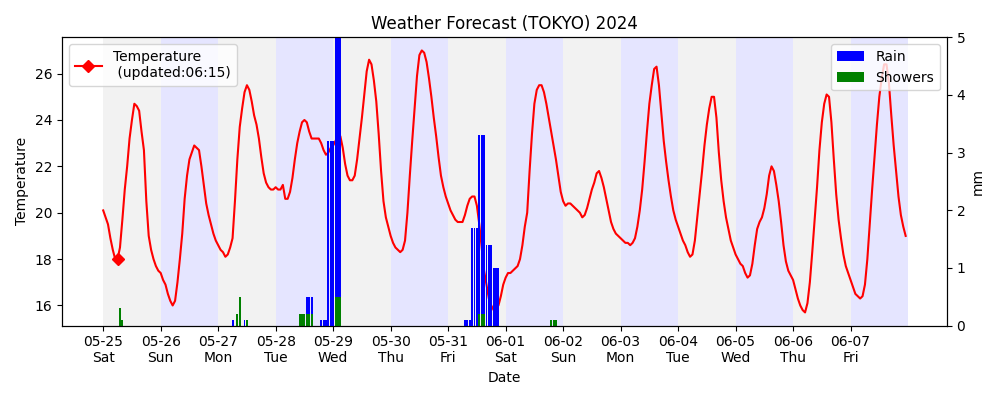 Weather Forecast (TOKYO) 2024
Temperature
(updated:06:15)
Rain
Showers
Temperature
26
24
22
20
18
16
5
4
3
2
1
0
mm
05-25 05-26 05-27 05-28 05-29 05-30 05-31 06-01 06-02 06-03 06-04 06-05 06-06 06-07
Sat Sun Mon Tue Wed Thu Fri Sat Sun Mon Tue Wed Thu Fri
Date